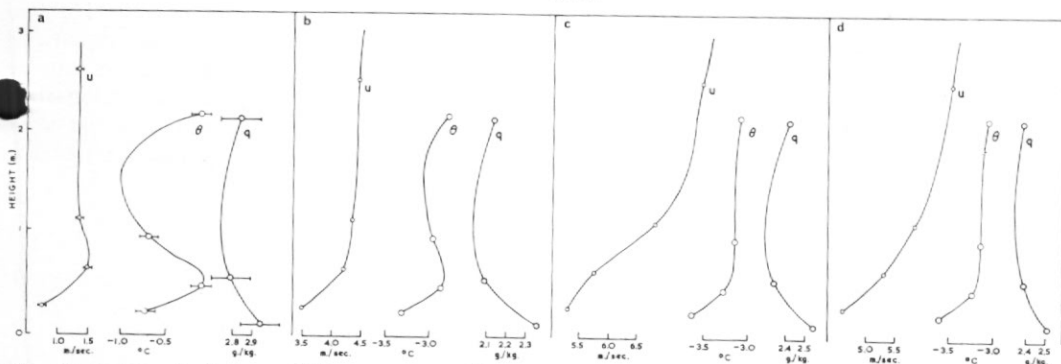 a
b
c
d
3
2
1
0
HEIGHT (m.)
u
θ
q
u
θ
q
u
θ
q
u
θ
q
1.0 1.5
m/sec.
-1.0 -0.5
°C
2.8 2.9
g/kg.
3.5 4.0 4.5
m/sec.
-3.0
°C
2.1 2.2 2.3
g/kg.
5.5 6.0 6.5
m/sec.
-3.5 -3.0
°C
2.4 2.5
g/kg.
5.0 5.5
m/sec.
-3.5 -3.0
°C
2.4 2.5
g/kg.